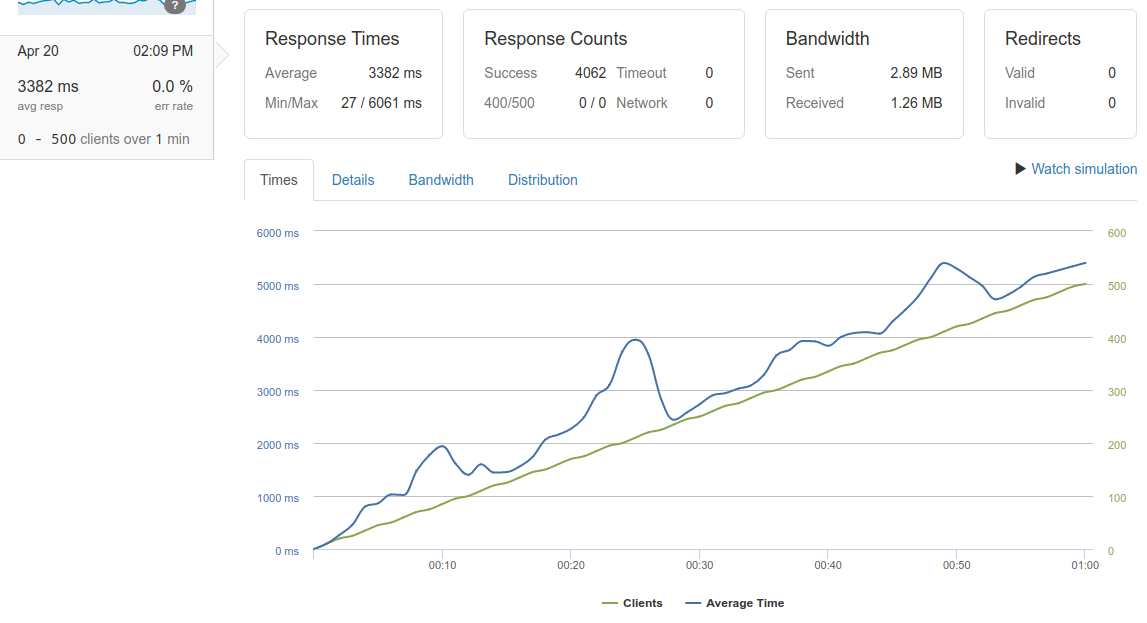 ?
Apr 20 02:09 PM
3382 ms 0.0 %
avg resp err rate
0 - 500 clients over 1 min
Response Times
Average 3382 ms
Min/Max 27 / 6061 ms
Response Counts
Success 4062 Timeout 0
400/500 0 / 0 Network 0
Bandwidth
Sent 2.89 MB
Received 1.26 MB
Redirects
Valid 0
Invalid 0
Times Details Bandwidth Distribution
Watch simulation
6000 ms 600
5000 ms 500
4000 ms 400
3000 ms 300
2000 ms 200
1000 ms 100
0 ms 0
00:10 00:20 00:30 00:40 00:50 01:00
Clients Average Time